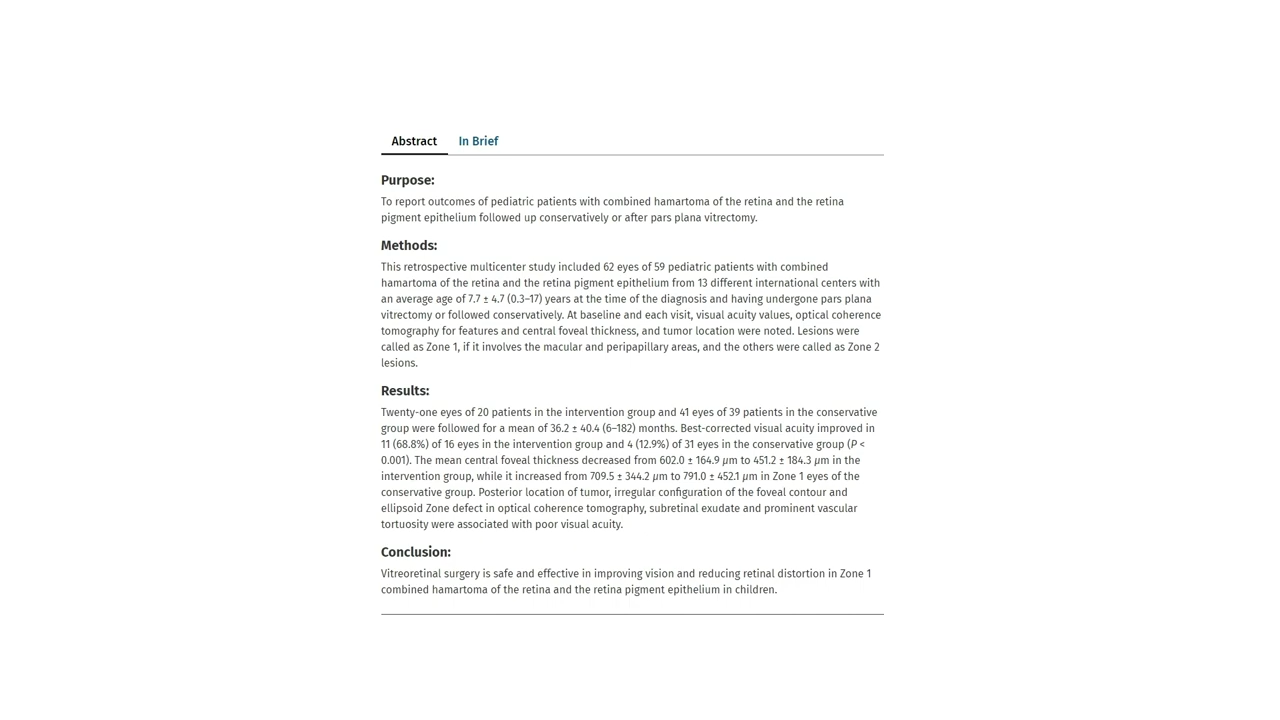 Abstract In Brief
Purpose:
To report outcomes of pediatric patients with combined hamartoma of the retina and the retina
pigment epithelium followed up conservatively or after pars plana vitrectomy.
Methods:
This retrospective multicenter study included 62 eyes of 59 pediatric patients with combined
hamartoma of the retina and the retina pigment epithelium from 13 different international centers with
an average age of 7.7 ± 4.7 (0.3–17) years at the time of the diagnosis and having undergone pars plana
vitrectomy or followed conservatively. At baseline and each visit, visual acuity values, optical coherence
tomography for features and central foveal thickness, and tumor location were noted. Lesions were
called as Zone 1, if it involves the macular and peripapillary areas, and the others were called as Zone 2
lesions.
Results:
Twenty-one eyes of 20 patients in the intervention group and 41 eyes of 39 patients in the conservative
group were followed for a mean of 36.2 ± 40.4 (6–182) months. Best-corrected visual acuity improved in
11 (68.8%) of 16 eyes in the intervention group and 4 (12.9%) of 31 eyes in the conservative group (P <
0.001). The mean central foveal thickness decreased from 602.0 ± 164.9 μm to 451.2 ± 184.3 μm in the
intervention group, while it increased from 709.5 ± 344.2 μm to 791.0 ± 452.1 μm in Zone 1 eyes of the
conservative group. Posterior location of tumor, irregular configuration of the foveal contour and
ellipsoid Zone defect in optical coherence tomography, subretinal exudate and prominent vascular
tortuosity were associated with poor visual acuity.
Conclusion:
Vitreoretinal surgery is safe and effective in improving vision and reducing retinal distortion in Zone 1
combined hamartoma of the retina and the retina pigment epithelium in children.